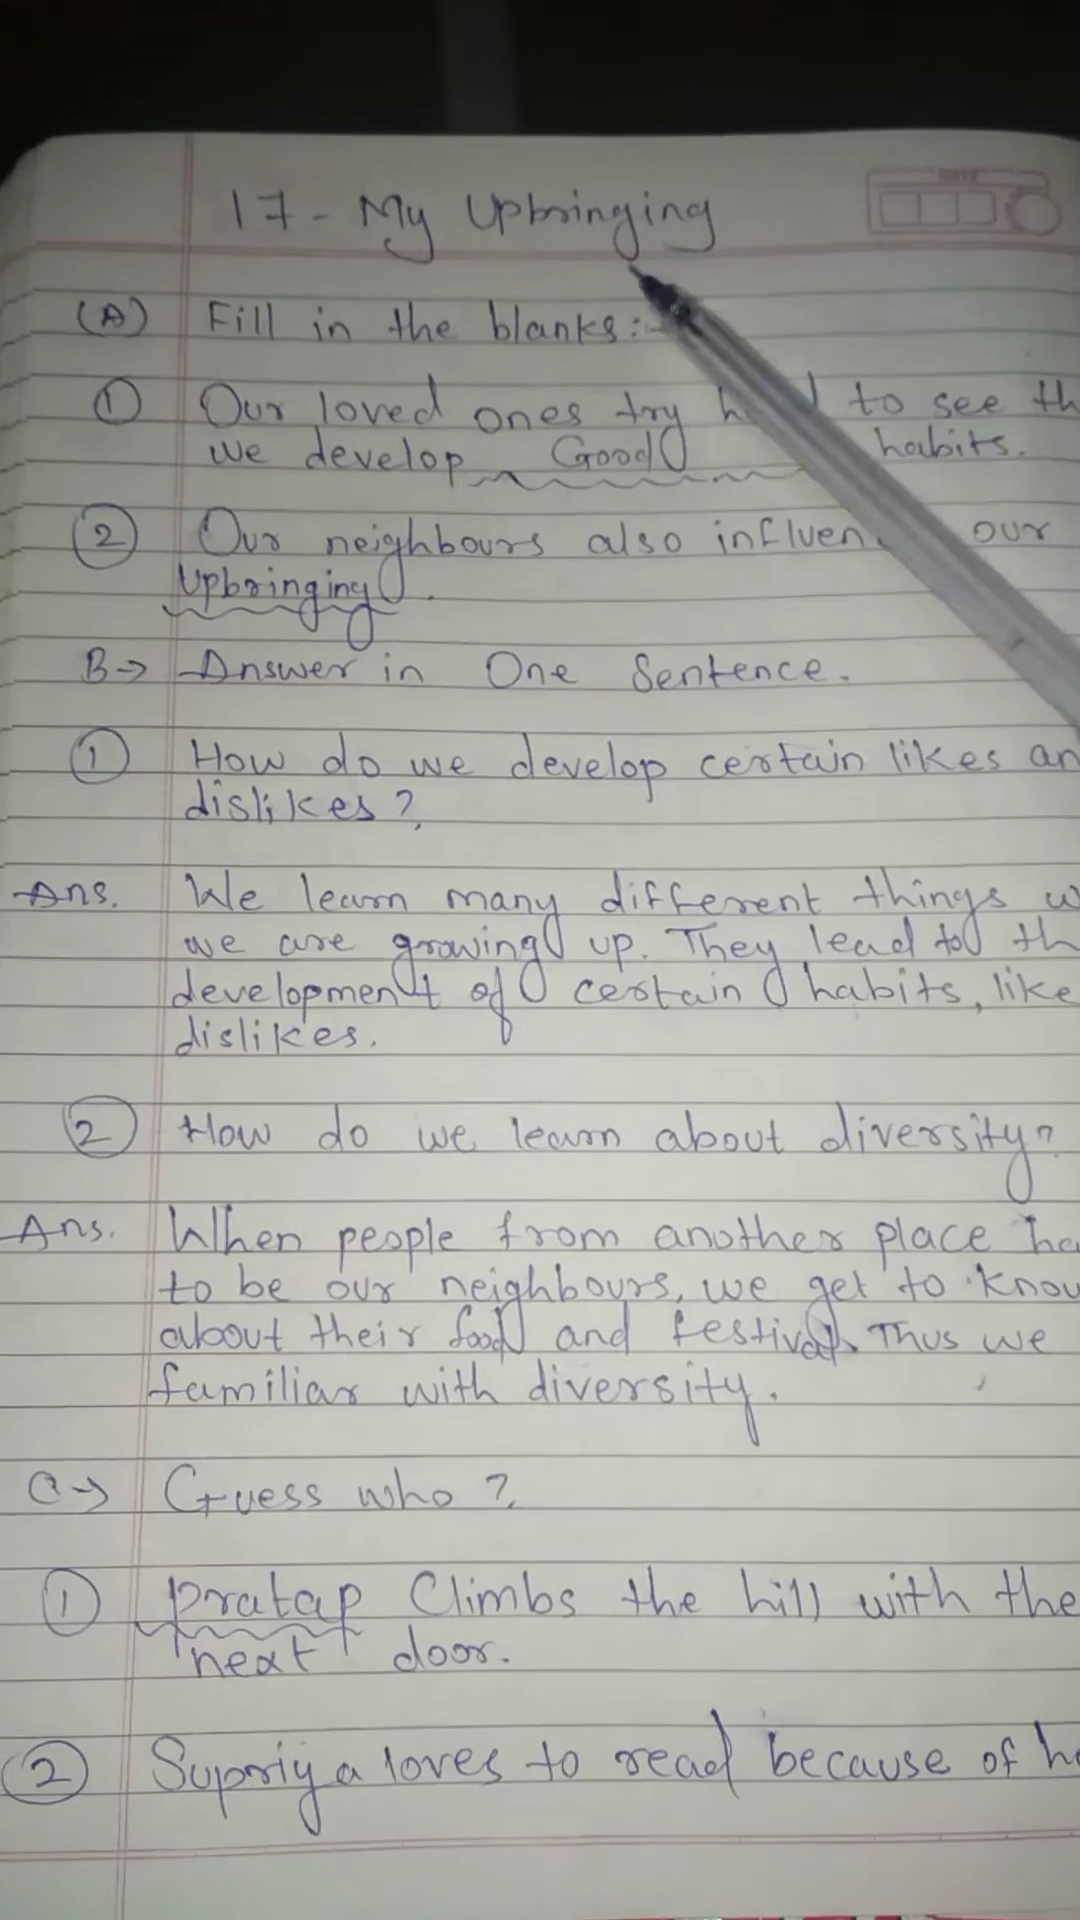 17 - My Upbringing
(A) Fill in the blanks:-
① Our loved ones try to see
we develop Good habits.
② Our neighbours also our
Upbringing.
B→ Answer in One Sentence.
① How do we develop certain likes
dislikes?
Ans. We learn many different things
we are growing up. They lead to
development of certain habits, like
dislikes.
② How do we learn about diversity?
Ans. When people from another place
to be our neighbours, we get to
about their food and festival. Thus we
familiar with diversity.
C→ Guess who?
① Pratap Climbs the hill with the
next door.
② Supriya loves to read because of